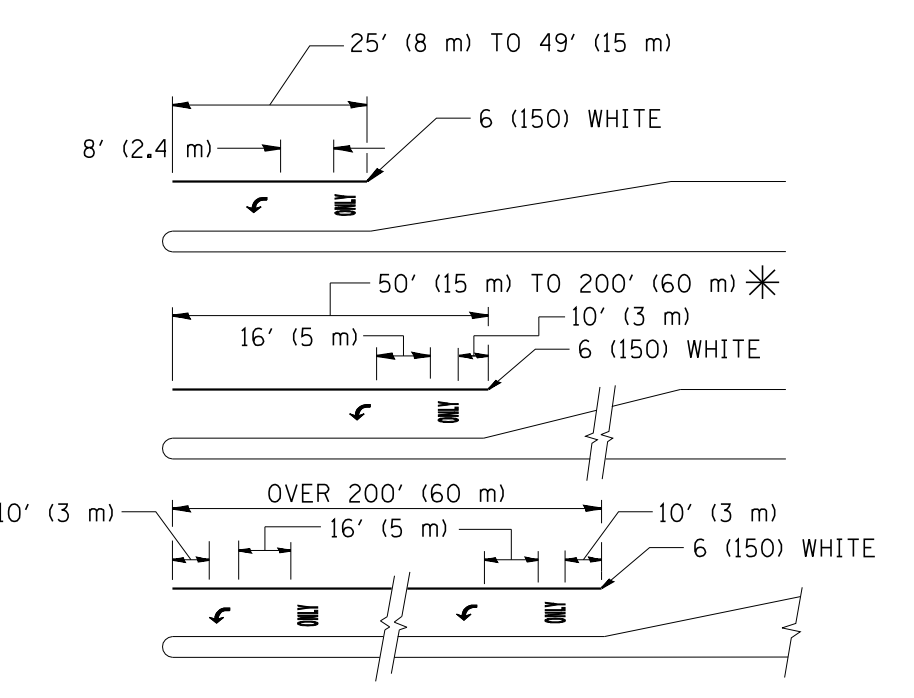 25' (8 m) TO 49' (15 m)
6 (150) WHITE
8' (2.4 m)
ONLY
50' (15 m) TO 200' (60 m) *
10' (3 m)
16' (5 m)
6 (150) WHITE
ONLY
OVER 200' (60 m)
10' (3 m)
16' (5 m)
10' (3 m)
6 (150) WHITE
ONLY
ONLY